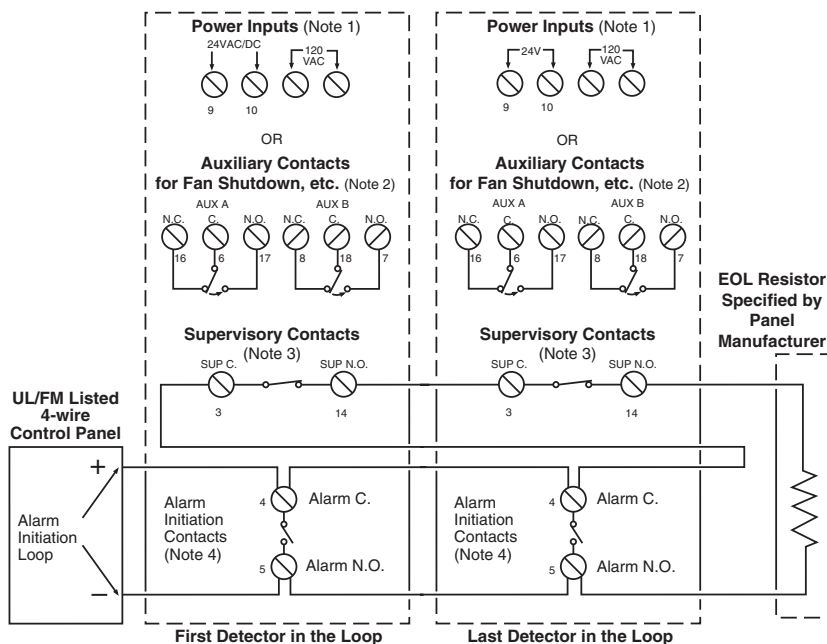 Power Inputs (Note 1)
24VAC/DC
120
VAC
9
10
OR
Auxiliary Contacts
for Fan Shutdown, etc. (Note 2)
AUX A
AUX B
N.C.
C.
N.O.
N.C.
C.
N.O.
16
6
17
8
18
7
Supervisory Contacts
(Note 3)
SUP C.
SUP N.O.
3
14
Power Inputs (Note 1)
24V
120
VAC
9
10
OR
Auxiliary Contacts
for Fan Shutdown, etc. (Note 2)
AUX A
AUX B
N.C.
C.
N.O.
N.C.
C.
N.O.
16
6
17
8
18
7
Supervisory Contacts
(Note 3)
SUP C.
SUP N.O.
3
14
EOL Resistor
Specified by
Panel
Manufacturer
UL/FM Listed
4-wire
Control Panel
+
Alarm
Initiation
Loop
–
Alarm
Initiation
Contacts
(Note 4)
4
Alarm C.
5
Alarm N.O.
First Detector in the Loop
Alarm
Initiation
Contacts
(Note 4)
4
Alarm C.
5
Alarm N.O.
Last Detector in the Loop